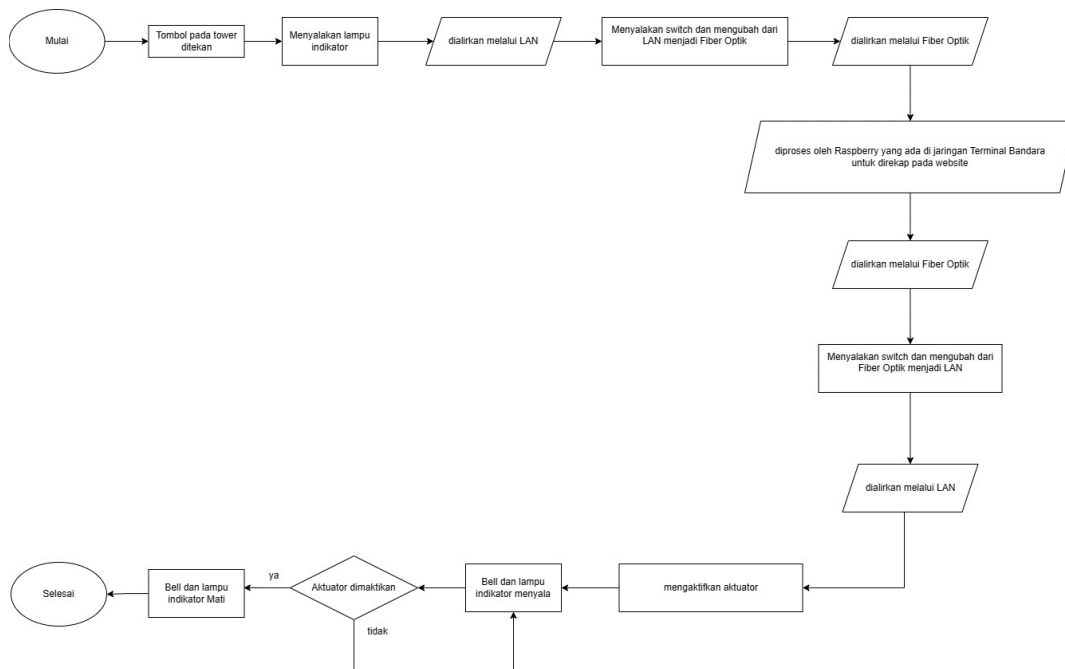 Mulai
Tombol pada tower
ditekan
Menyalakan lampu
indikator
dialirkan melalui LAN
Menyalakan switch dan mengubah dari
LAN menjadi Fiber Optik
dialirkan melalui Fiber Optik
diproses oleh Raspberry yang ada di jaringan Terminal Bandara
untuk direkap pada website
dialirkan melalui Fiber Optik
Menyalakan switch dan mengubah dari
Fiber Optik menjadi LAN
dialirkan melalui LAN
mengaktifkan aktuator
Bell dan lampu
indikator menyala
Aktuator dimaktikan
ya
tidak
Bell dan lampu
indikator Mati
Selesai